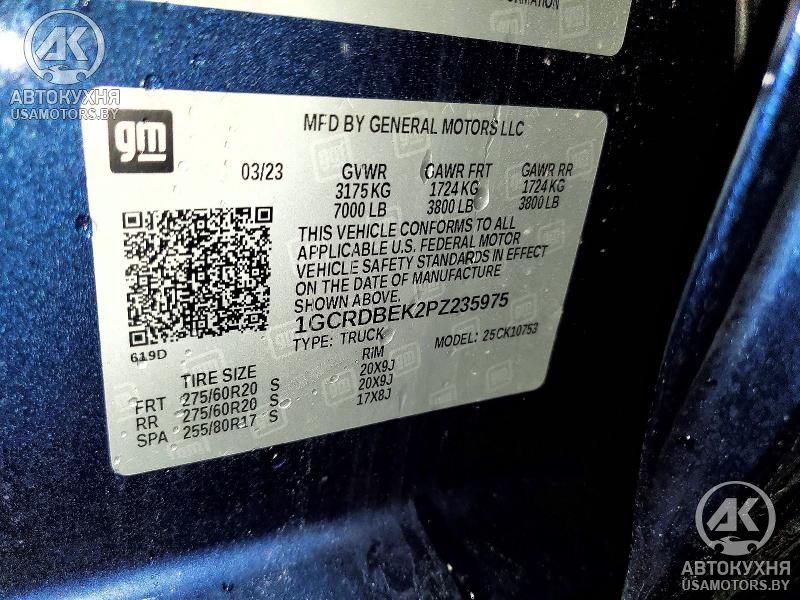 ORMATION
АВТОКУХНЯ
USAMOTORS.BY
gm
MFD BY GENERAL MOTORS LLC
03/23 GVWR GAWR FRT GAWR RR
3175 KG 1724 KG 1724 KG
7000 LB 3800 LB 3800 LB
THIS VEHICLE CONFORMS TO ALL
APPLICABLE U.S. FEDERAL MOTOR
VEHICLE SAFETY STANDARDS IN EFFECT
ON THE DATE OF MANUFACTURE
SHOWN ABOVE.
1GCRDBEK2PZ235975
TYPE: TRUCK MODEL: 25CK10753
619D
TIRE SIZE RIM
FRT 275/60R20 S 20X9J
RR 275/60R20 S 20X9J
SPA 255/80R17 S 17X8J
АВТОКУХНЯ
USAMOTORS.BY